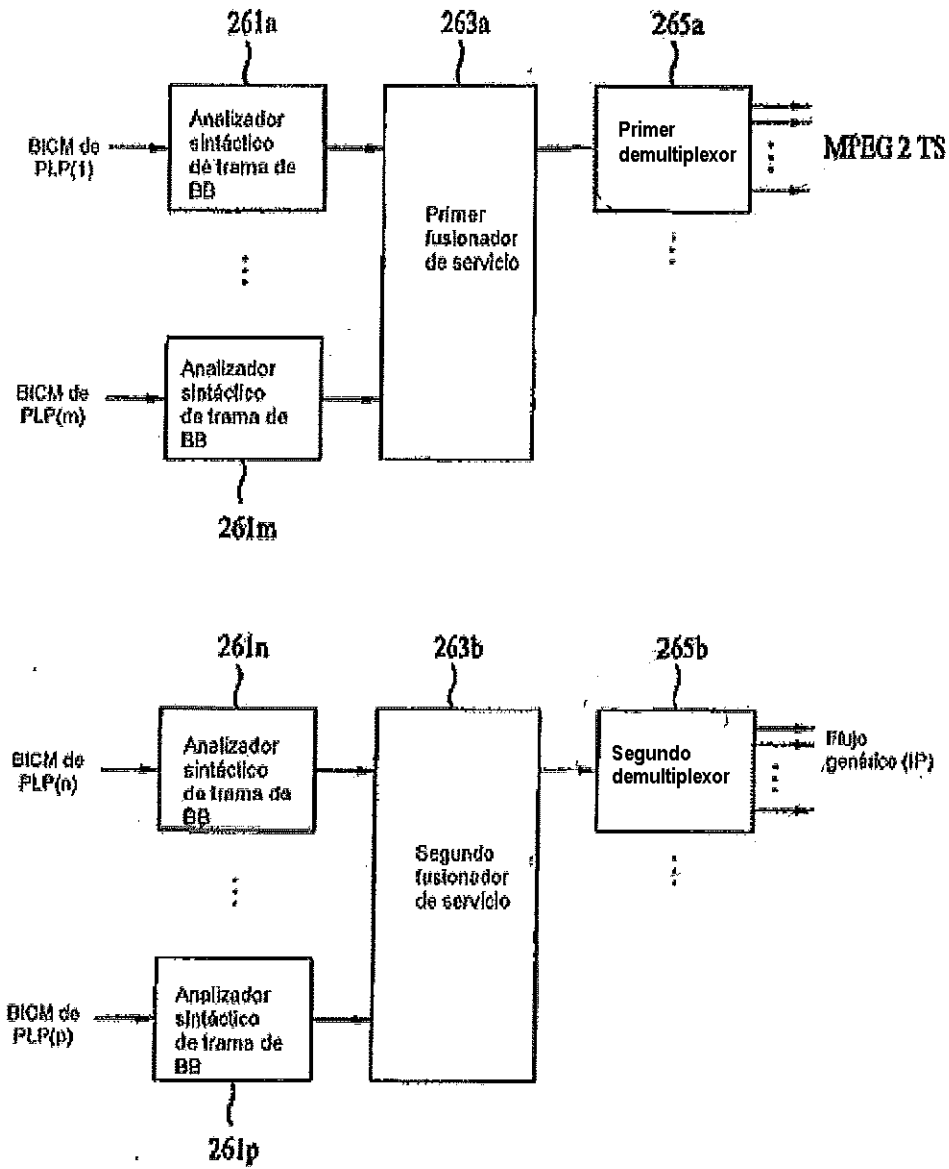 261a
263a
265a
BICM de
PLP(1)
Analizador
sintáctico
de trama de
BB
Primer
fusionador
de servicio
Primer
demultiplexor
MPEG 2 TS
BICM de
PLP(m)
Analizador
sintáctico
de trama de
BB
261m
261n
263b
265b
BICM de
PLP(n)
Analizador
sintáctico
de trama de
BB
Segundo
fusionador
de servicio
Segundo
demultiplexor
Flujo
genérico (IP)
BICM de
PLP(p)
Analizador
sintáctico
de trama de
BB
261p